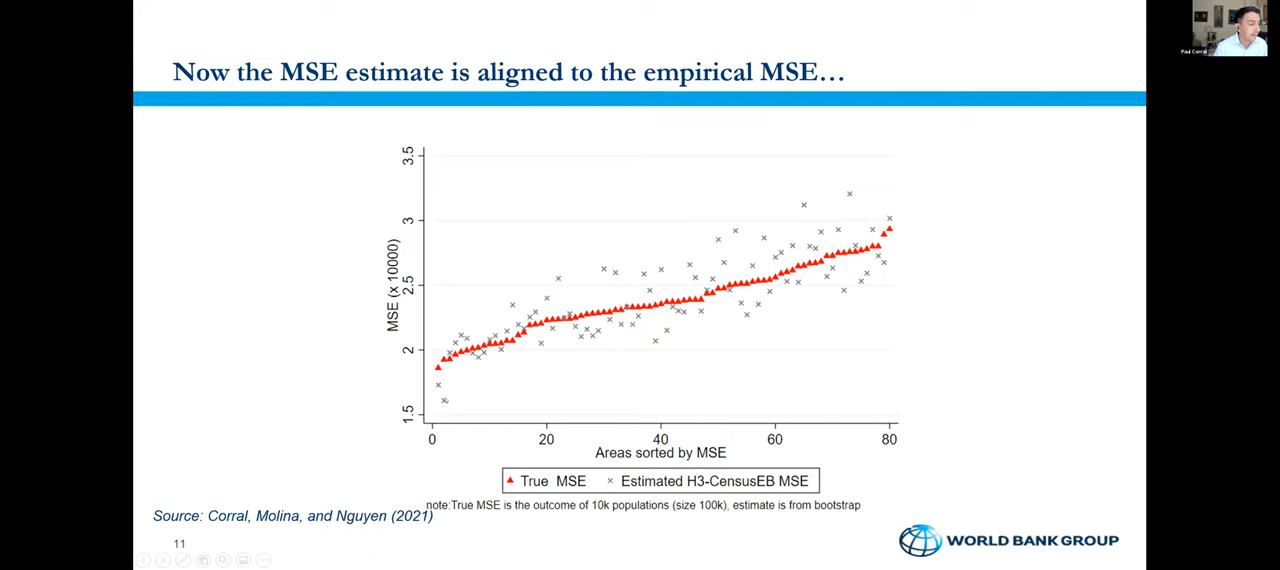 Paul Corral
Now the MSE estimate is aligned to the empirical MSE…
3.5
3
2.5
2
1.5
MSE (x 10000)
0 20 40 60 80
Areas sorted by MSE
True MSE Estimated H3-CensusEB MSE
note:True MSE is the outcome of 10k populations (size 100k), estimate is from bootstrap
Source: Corral, Molina, and Nguyen (2021)
11
WORLD BANK GROUP